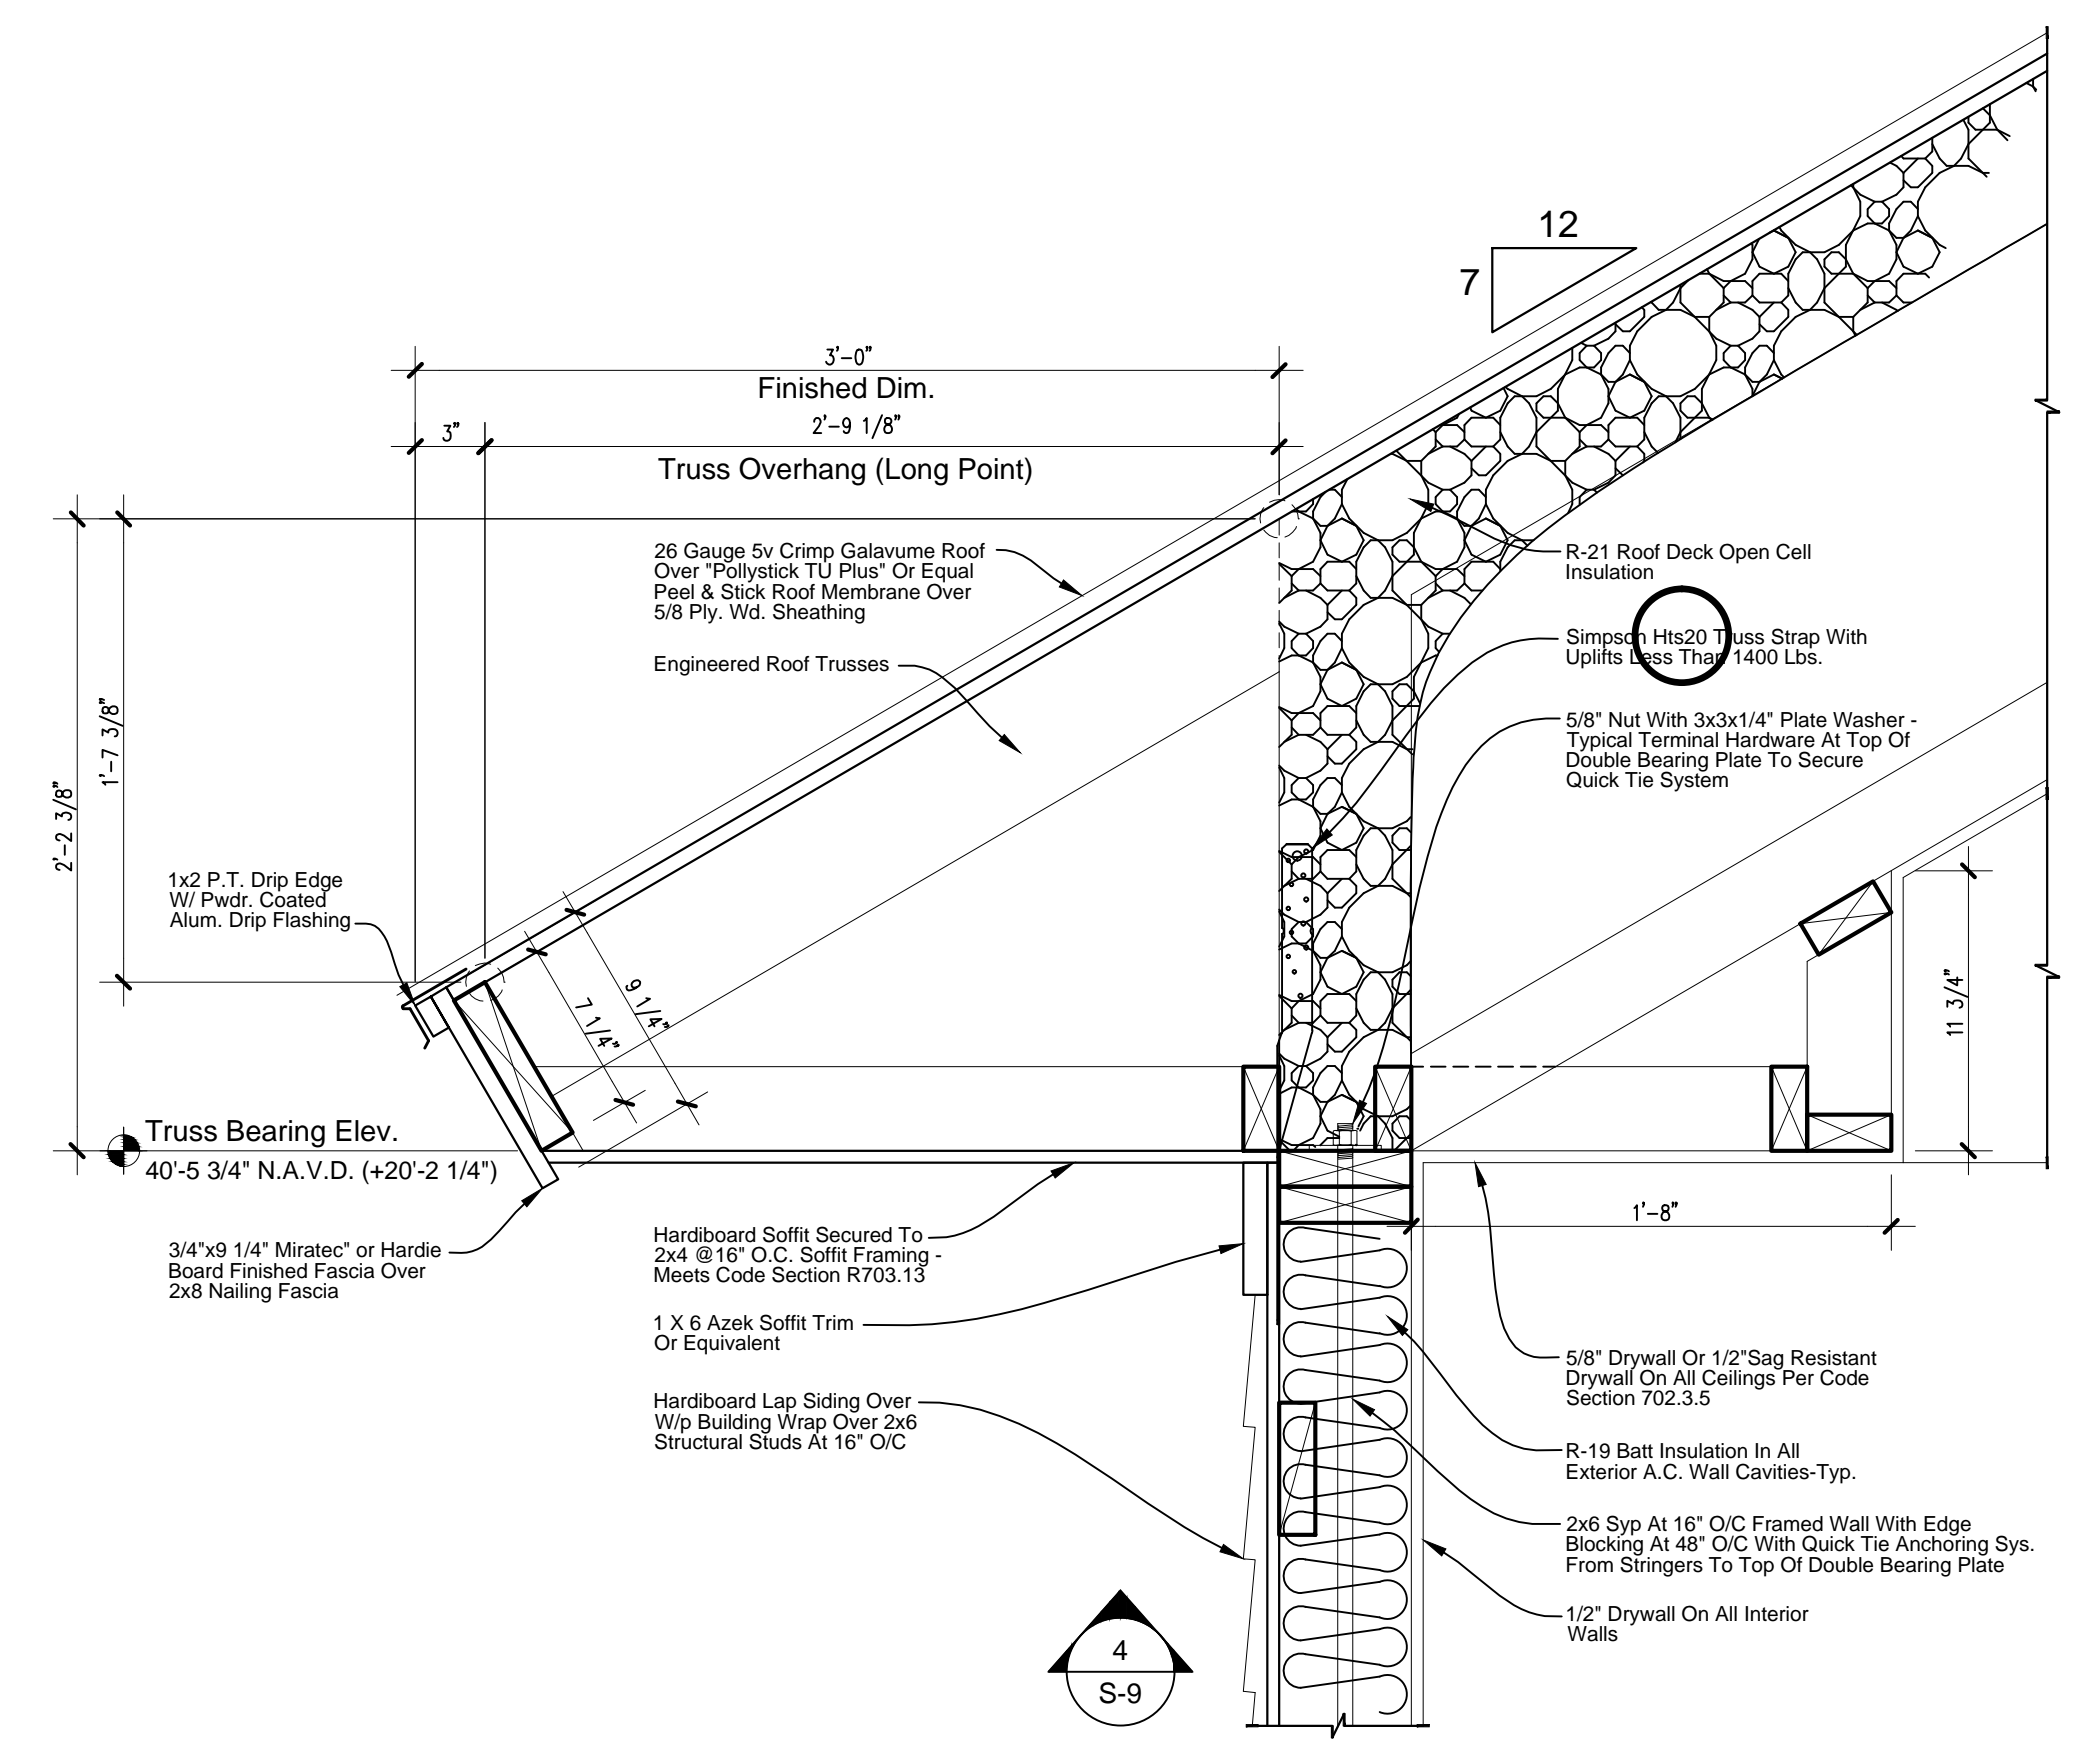 12
7
3'-0"
Finished Dim.
3"
2'-9 1/8"
Truss Overhang (Long Point)
26 Gauge 5v Crimp Galavume Roof
Over "Pollystick TU Plus" Or Equal
Peel & Stick Roof Membrane Over
5/8 Ply. Wd. Sheathing
Engineered Roof Trusses
R-21 Roof Deck Open Cell
Insulation
Simpson Hts20 Truss Strap With
Uplifts Less Than 1400 Lbs.
5/8" Nut With 3x3x1/4" Plate Washer -
Typical Terminal Hardware At Top Of
Double Bearing Plate To Secure
Quick Tie System
2'-2 3/8"
1'-7 3/8"
1x2 P.T. Drip Edge
W/ Pwdr. Coated
Alum. Drip Flashing
7 1/4"
9 1/4"
11 3/4"
Truss Bearing Elev.
40'-5 3/4" N.A.V.D. (+20'-2 1/4")
1'-8"
3/4"x9 1/4" Miratec" or Hardie
Board Finished Fascia Over
2x8 Nailing Fascia
Hardiboard Soffit Secured To
2x4 @16" O.C. Soffit Framing -
Meets Code Section R703.13
1 X 6 Azek Soffit Trim
Or Equivalent
Hardiboard Lap Siding Over
W/p Building Wrap Over 2x6
Structural Studs At 16" O/C
5/8" Drywall Or 1/2"Sag Resistant
Drywall On All Ceilings Per Code
Section 702.3.5
R-19 Batt Insulation In All
Exterior A.C. Wall Cavities-Typ.
2x6 Syp At 16" O/C Framed Wall With Edge
Blocking At 48" O/C With Quick Tie Anchoring Sys.
From Stringers To Top Of Double Bearing Plate
1/2" Drywall On All Interior
Walls
4
S-9